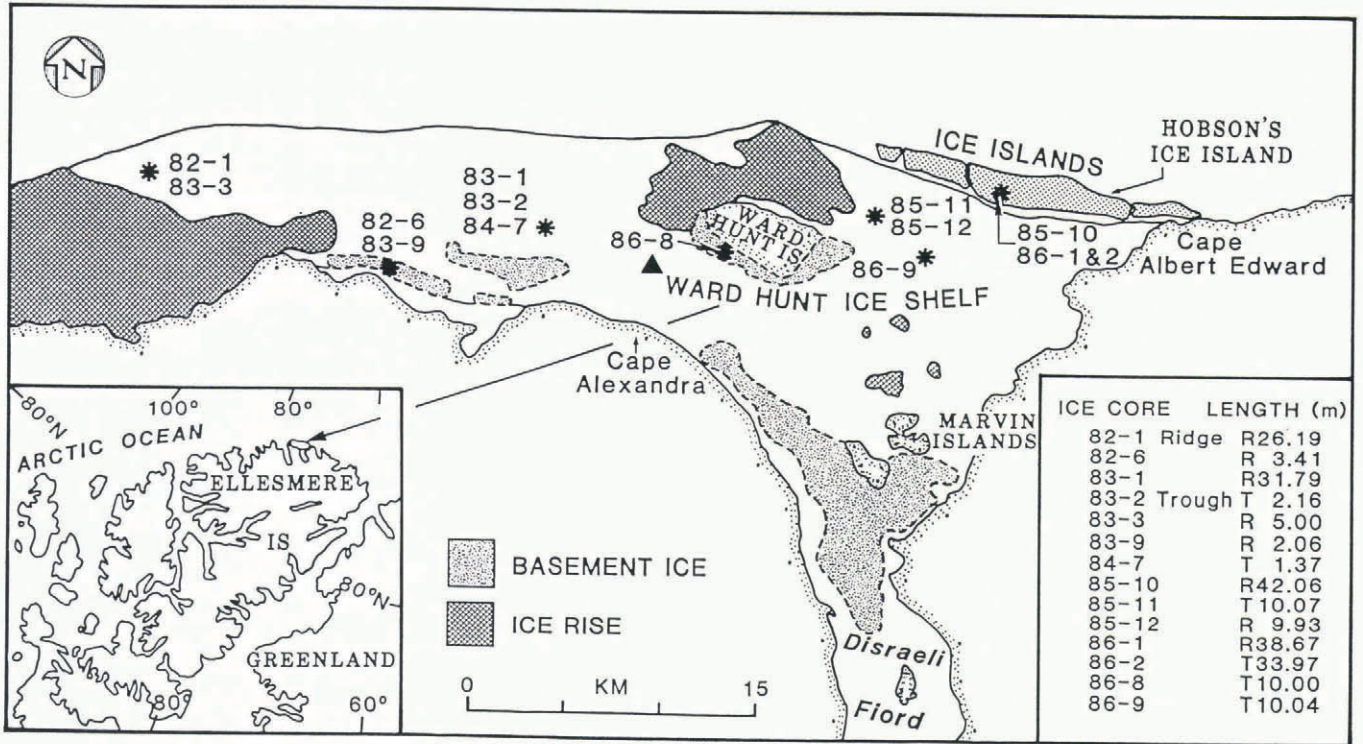 N
82-1
83-3
82-6
83-9
83-1
83-2
84-7
86-8
WARD
HUNT IS
ICE ISLANDS
HOBSON'S
ICE ISLAND
85-11
85-12
86-9
85-10
86-1&2
Cape
Albert Edward
WARD HUNT ICE SHELF
Cape
Alexandra
MARVIN
ISLANDS
Disraeli
Fiord
BASEMENT ICE
ICE RISE
0 KM 15
80°N
100°
80°
ARCTIC OCEAN
ELLESMERE
IS
80°N
GREENLAND
80°
60°
ICE CORE LENGTH (m)
82-1 Ridge R26.19
82-6 R 3.41
83-1 R31.79
83-2 Trough T 2.16
83-3 R 5.00
83-9 R 2.06
84-7 T 1.37
85-10 R42.06
85-11 T10.07
85-12 R 9.93
86-1 R38.67
86-2 T33.97
86-8 T10.00
86-9 T10.04